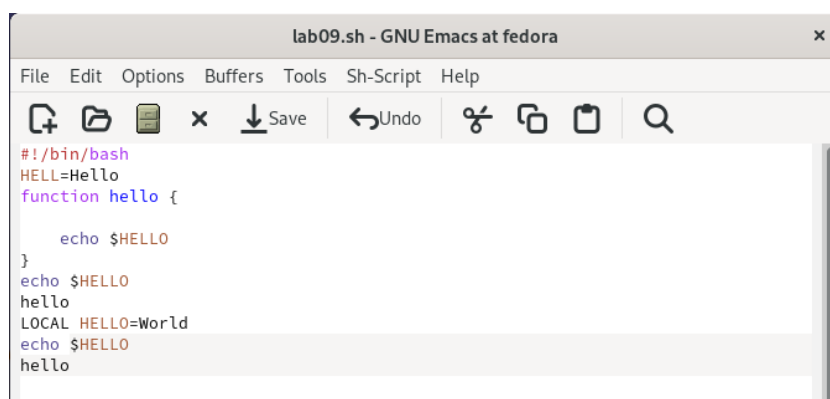 lab09.sh - GNU Emacs at fedora
File Edit Options Buffers Tools Sh-Script Help
Save Undo
#!/bin/bash
HELL=Hello
function hello {
    echo $HELLO
}
echo $HELLO
hello
LOCAL HELLO=World
echo $HELLO
hello